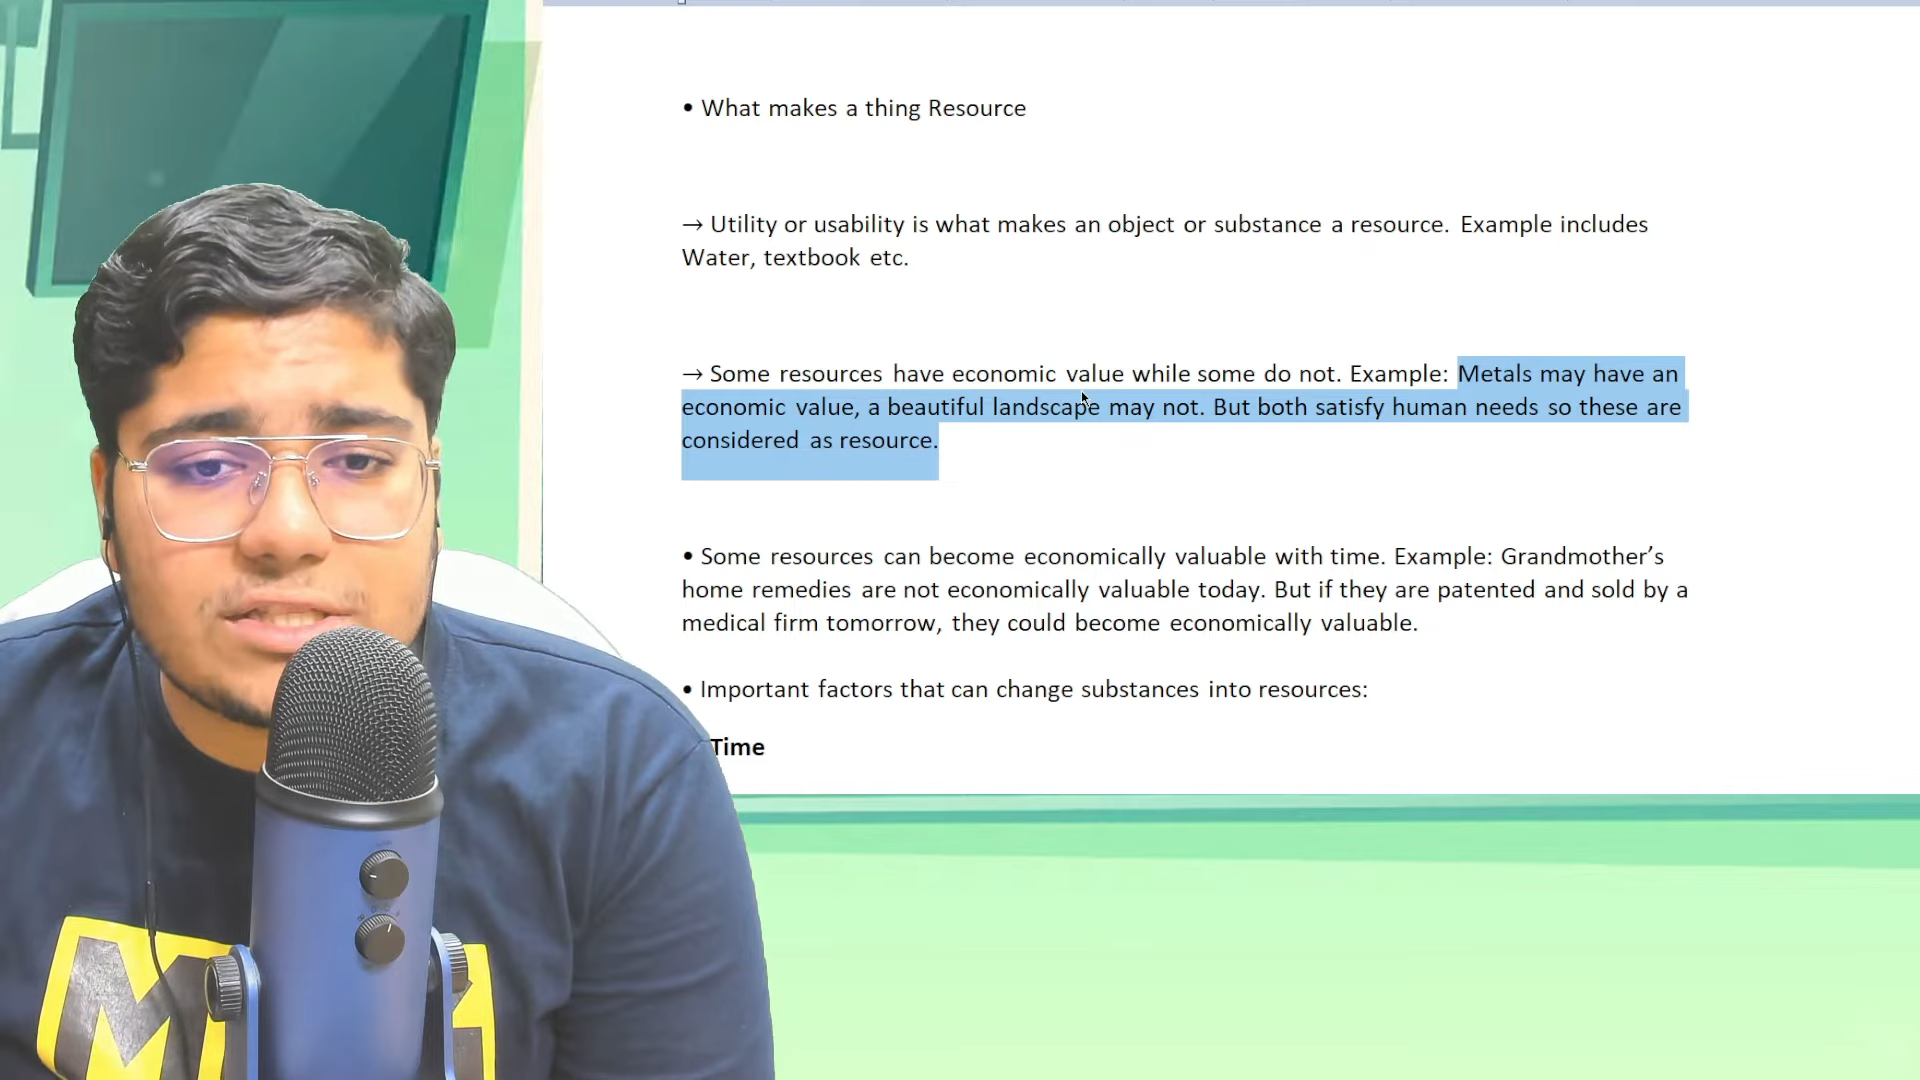 • What makes a thing Resource
→ Utility or usability is what makes an object or substance a resource. Example includes
Water, textbook etc.
→ Some resources have economic value while some do not. Example: Metals may have an
economic value, a beautiful landscape may not. But both satisfy human needs so these are
considered as resource.
• Some resources can become economically valuable with time. Example: Grandmother’s
home remedies are not economically valuable today. But if they are patented and sold by a
medical firm tomorrow, they could become economically valuable.
• Important factors that can change substances into resources:
Time